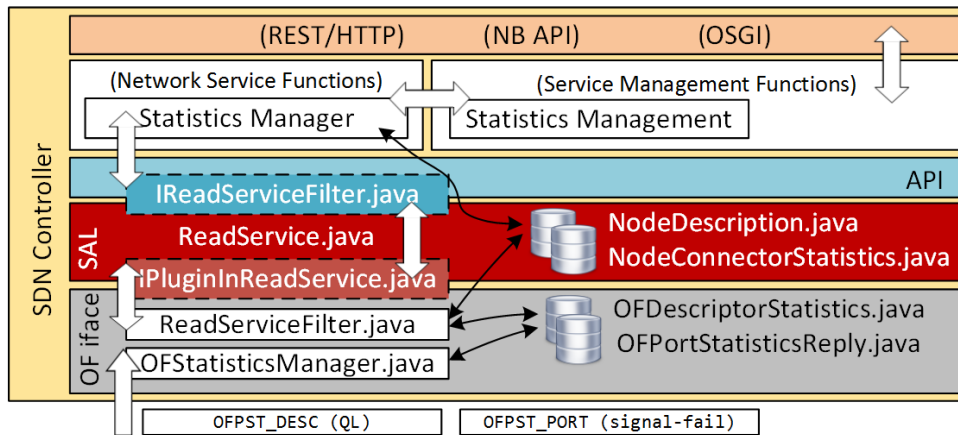 (REST/HTTP) (NB API) (OSGI)
(Network Service Functions) (Service Management Functions)
Statistics Manager Statistics Management
SDN Controller
API
IReadServiceFilter.java
SAL
ReadService.java
NodeDescription.java
NodeConnectorStatistics.java
iPluginInReadService.java
OF iface
ReadServiceFilter.java
OFDescriptorStatistics.java
OFPortStatisticsReply.java
OFStatisticsManager.java
OFPST_DESC (QL) OFPST_PORT (signal-fail)